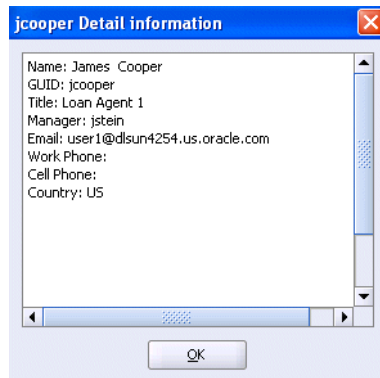 jcooper Detail information
Name: James  Cooper
GUID: jcooper
Title: Loan Agent 1
Manager: jstein
Email: user1@dlsun4254.us.oracle.com
Work Phone:
Cell Phone:
Country: US
OK